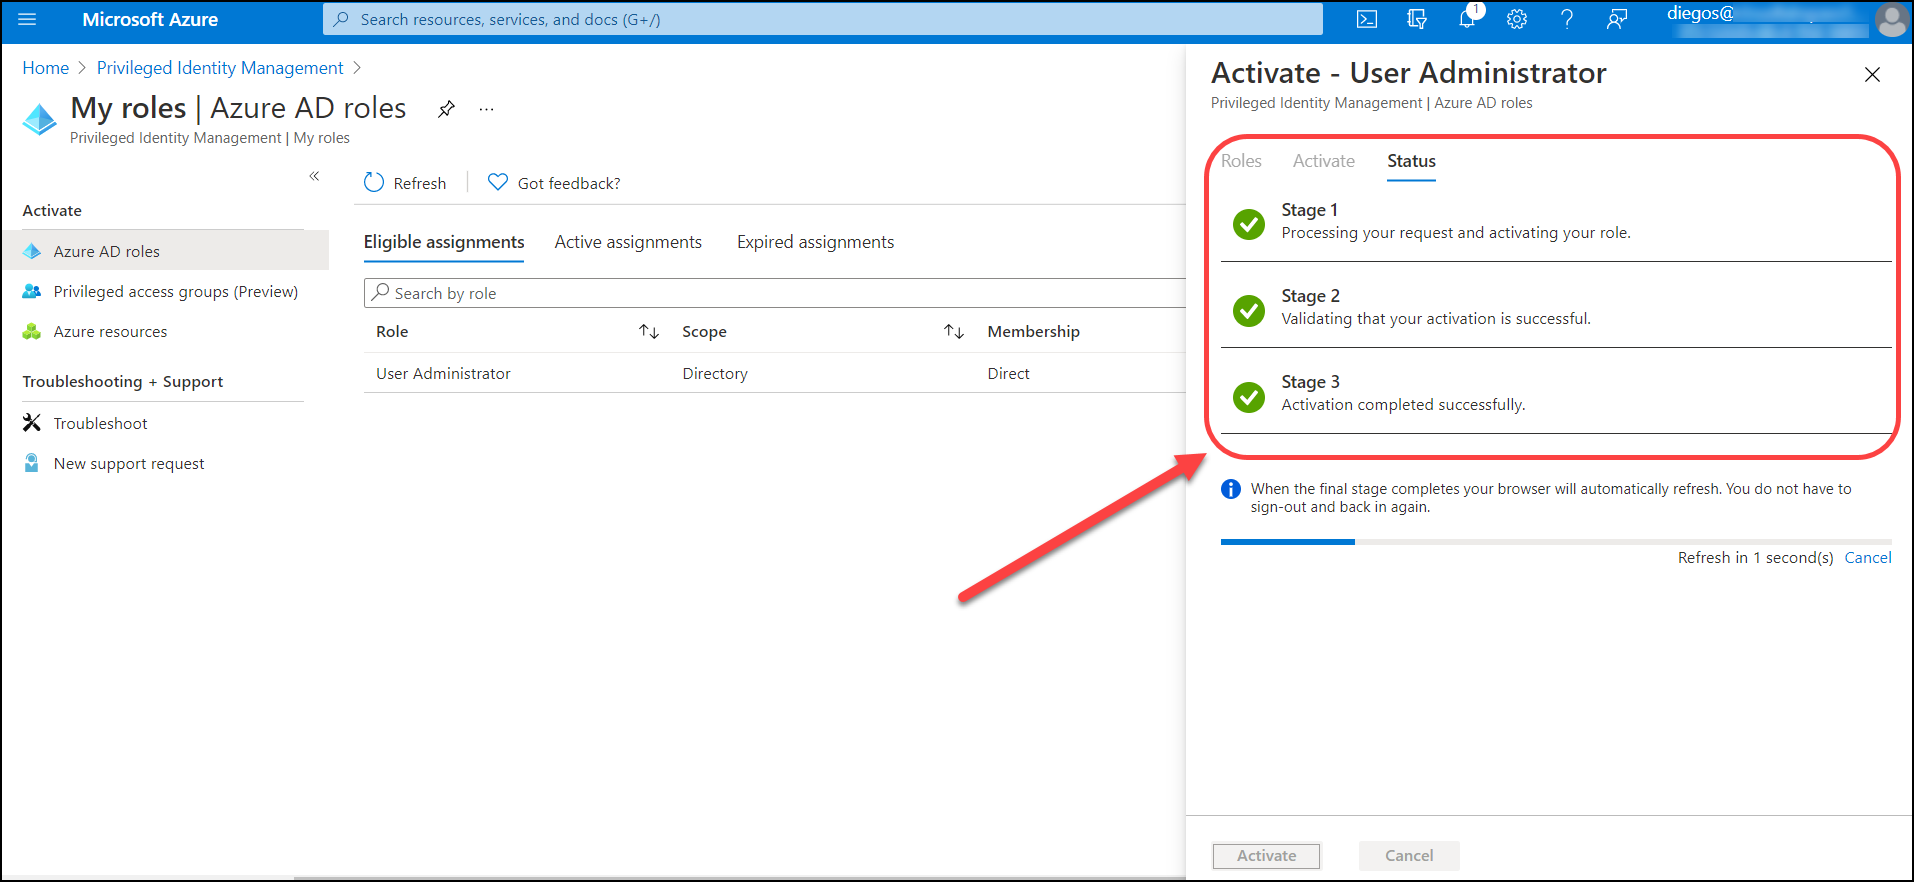 Microsoft Azure
Search resources, services, and docs (G+/)
1
diegos@
Home > Privileged Identity Management >
My roles | Azure AD roles
...
Privileged Identity Management | My roles
«
Activate
Azure AD roles
Privileged access groups (Preview)
Azure resources
Troubleshooting + Support
Troubleshoot
New support request
Refresh
Got feedback?
Eligible assignments
Active assignments
Expired assignments
Search by role
Role
Scope
Membership
User Administrator
Directory
Direct
Activate - User Administrator
Privileged Identity Management | Azure AD roles
Roles
Activate
Status
Stage 1
Processing your request and activating your role.
Stage 2
Validating that your activation is successful.
Stage 3
Activation completed successfully.
When the final stage completes your browser will automatically refresh. You do not have to
sign-out and back in again.
Refresh in 1 second(s) Cancel
Activate
Cancel